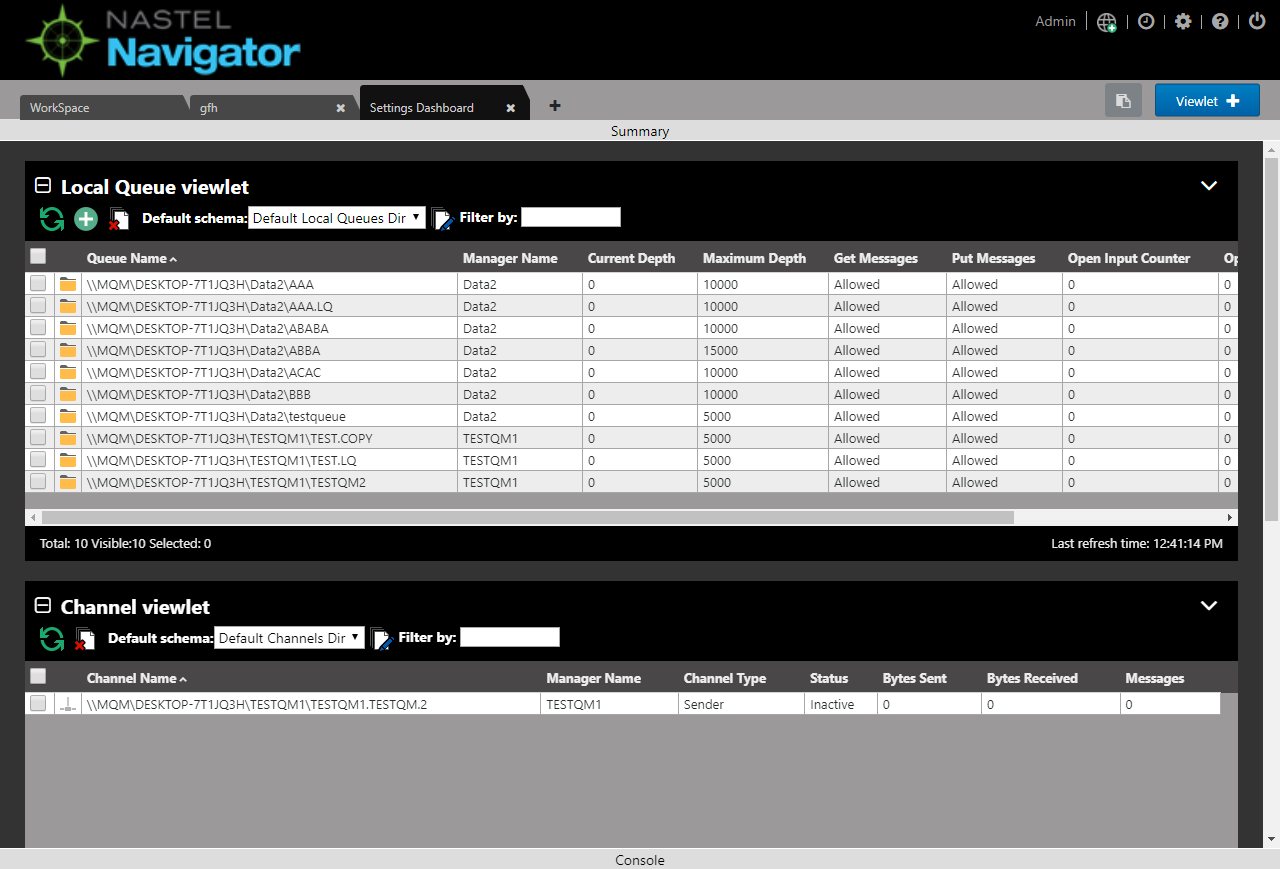 NASTEL
Navigator
Admin
WorkSpace gfh Settings Dashboard Viewlet
Summary
Local Queue viewlet
Default schema: Default Local Queues Dir Filter by:
Queue Name Manager Name Current Depth Maximum Depth Get Messages Put Messages Open Input Counter Op
\\MQM\DESKTOP-7T1JQ3H\Data2\AAA Data2 0 10000 Allowed Allowed 0 0
\\MQM\DESKTOP-7T1JQ3H\Data2\AAA.LQ Data2 0 10000 Allowed Allowed 0 0
\\MQM\DESKTOP-7T1JQ3H\Data2\ABABA Data2 0 10000 Allowed Allowed 0 0
\\MQM\DESKTOP-7T1JQ3H\Data2\ABBA Data2 0 15000 Allowed Allowed 0 0
\\MQM\DESKTOP-7T1JQ3H\Data2\ACAC Data2 0 10000 Allowed Allowed 0 0
\\MQM\DESKTOP-7T1JQ3H\Data2\BBB Data2 0 10000 Allowed Allowed 0 0
\\MQM\DESKTOP-7T1JQ3H\Data2\testqueue Data2 0 5000 Allowed Allowed 0 0
\\MQM\DESKTOP-7T1JQ3H\TESTQM1\TEST.COPY TESTQM1 0 5000 Allowed Allowed 0 0
\\MQM\DESKTOP-7T1JQ3H\TESTQM1\TEST.LQ TESTQM1 0 5000 Allowed Allowed 0 0
\\MQM\DESKTOP-7T1JQ3H\TESTQM1\TESTQM2 TESTQM1 0 5000 Allowed Allowed 0 0
Total: 10 Visible:10 Selected: 0 Last refresh time: 12:41:14 PM
Channel viewlet
Default schema: Default Channels Dir Filter by:
Channel Name Manager Name Channel Type Status Bytes Sent Bytes Received Messages
\\MQM\DESKTOP-7T1JQ3H\TESTQM1\TESTQM1.TESTQM.2 TESTQM1 Sender Inactive 0 0 0
Console